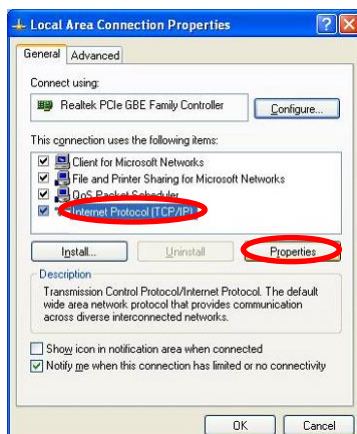 Local Area Connection Properties
General Advanced
Connect using:
Realtek PCIe GBE Family Controller Configure...
This connection uses the following items:
Client for Microsoft Networks
File and Printer Sharing for Microsoft Networks
QoS Packet Scheduler
Internet Protocol (TCP/IP)
Install... Uninstall Properties
Description
Transmission Control Protocol/Internet Protocol. The default
wide area network protocol that provides communication
across diverse interconnected networks.
Show icon in notification area when connected
Notify me when this connection has limited or no connectivity
OK Cancel